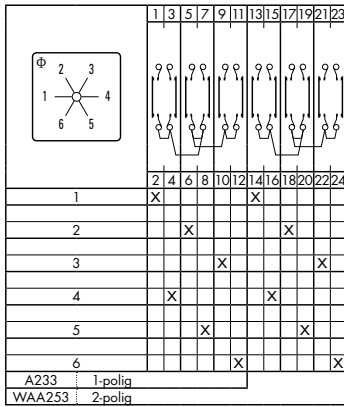 1 3 5 7 9 11 13 15 17 19 21 23
Φ
2 3
1 4
6 5
2 4 6 8 10 12 14 16 18 20 22 24
1 X X
2 X X
3 X X
4 X X
5 X X
6 X X
A233 1-polig
WAA253 2-polig